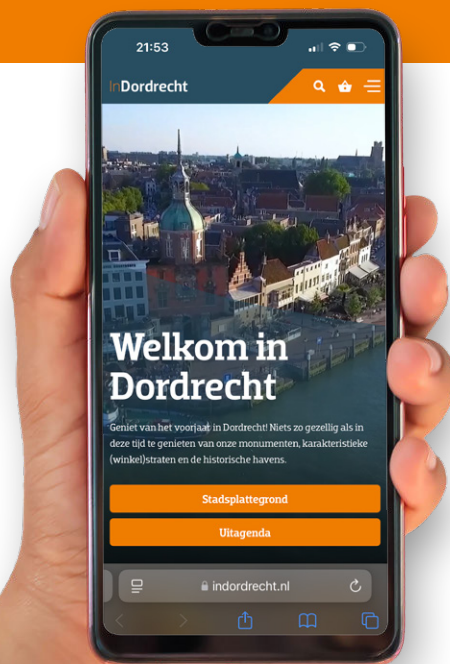 21:53
InDordrecht
Welkom in
Dordrecht
Geniet van het voorjaar in Dordrecht! Niets zo gezellig als in
deze tijd te genieten van onze monumenten, karakteristieke
(winkel)straten en de historische havens.
Stadsplattegrond
Uitagenda
indordrecht.nl